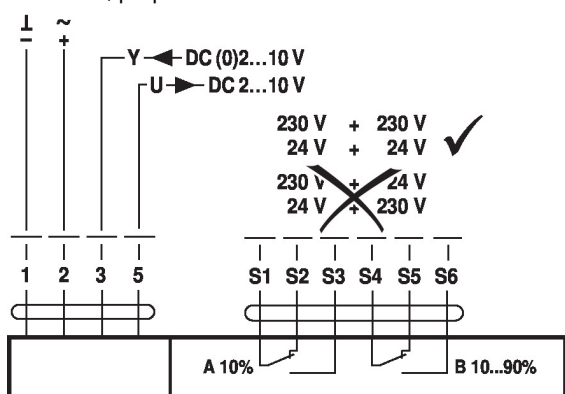 ⊥ ~
– +
Y DC (0)2...10 V
U DC 2...10 V
230 V + 230 V
24 V + 24 V
230 V + 24 V
24 V + 230 V
1 2 3 5 S1 S2 S3 S4 S5 S6
A 10% B 10...90%